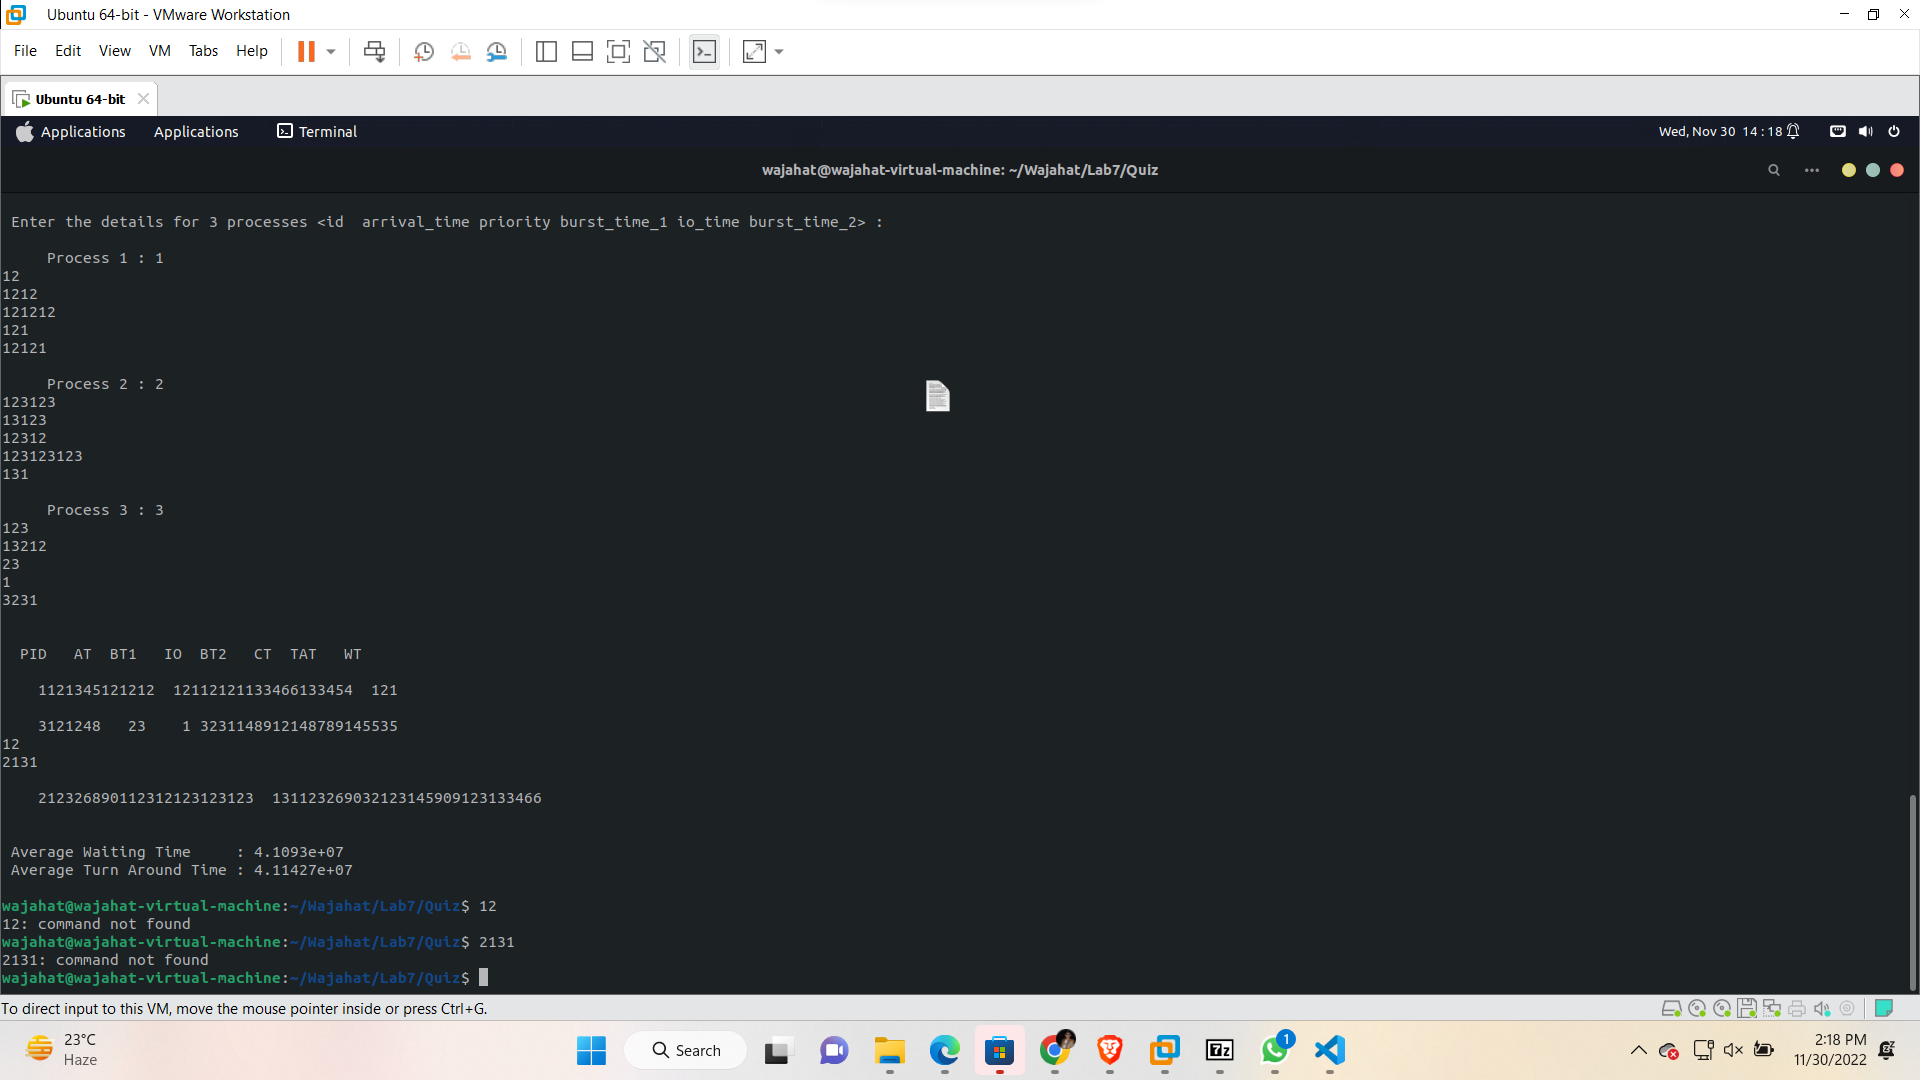 Ubuntu 64-bit - VMware Workstation
File Edit View VM Tabs Help
Ubuntu 64-bit
Applications Applications Terminal Wed, Nov 30 14:18
wajahat@wajahat-virtual-machine: ~/Wajahat/Lab7/Quiz
Enter the details for 3 processes <id  arrival_time priority burst_time_1 io_time burst_time_2> :
Process 1 : 1
12
1212
121212
121
12121
Process 2 : 2
123123
13123
12312
123123123
131
Process 3 : 3
123
13212
23
1
3231
PID   AT  BT1   IO  BT2   CT  TAT   WT
1121345121212  12112121133466133454  121
3121248   23    1 3231148912148789145535
12
2131
212326890112312123123123  131123269032123145909123133466
Average Waiting Time     : 4.1093e+07
Average Turn Around Time : 4.11427e+07
wajahat@wajahat-virtual-machine:~/Wajahat/Lab7/Quiz$ 12
12: command not found
wajahat@wajahat-virtual-machine:~/Wajahat/Lab7/Quiz$ 2131
2131: command not found
wajahat@wajahat-virtual-machine:~/Wajahat/Lab7/Quiz$
To direct input to this VM, move the mouse pointer inside or press Ctrl+G.
23°C
Haze
Search
7z
1
2:18 PM
11/30/2022